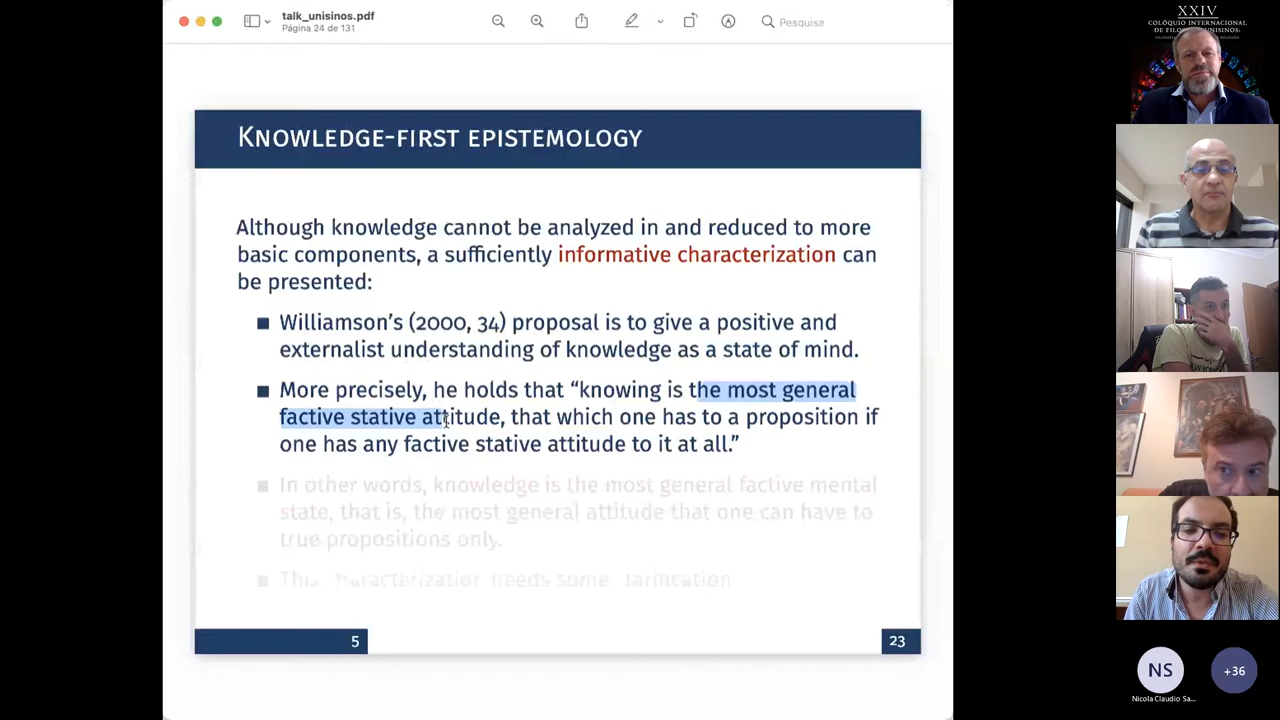 talk_unisinos.pdf
Página 24 de 131
Pesquisa
KNOWLEDGE-FIRST EPISTEMOLOGY
Although knowledge cannot be analyzed in and reduced to more
basic components, a sufficiently informative characterization can
be presented:
Williamson's (2000, 34) proposal is to give a positive and
externalist understanding of knowledge as a state of mind.
More precisely, he holds that “knowing is the most general
factive stative attitude, that which one has to a proposition if
one has any factive stative attitude to it at all.”
In other words, knowledge is the most general factive mental
state, that is, the most general attitude that one can have to
true propositions only.
needs some
5
23
XXIV
COLÓQUIO INTERNACIONAL
NS
Nicola Claudio Sa...
+36